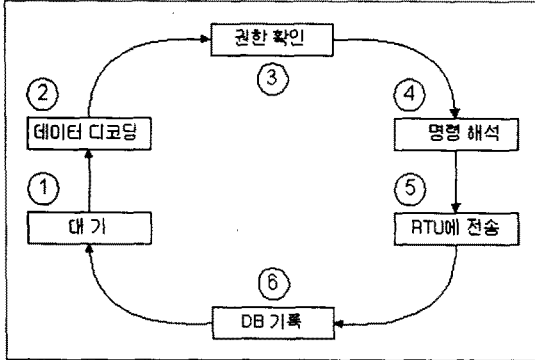 권한 확인
③
②
④
데이터 디코딩
명령 해석
①
⑤
대 기
RTU에 전송
⑥
DB 기록